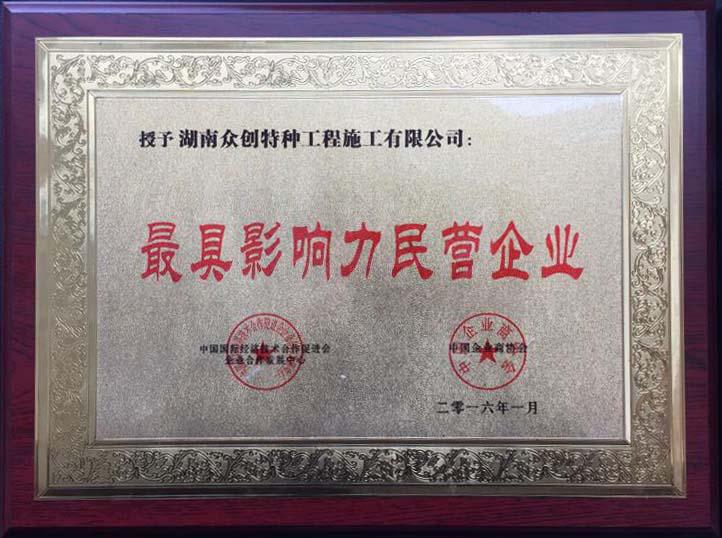 授予 湖南众创特种工程施工有限公司：
最具影响力民营企业
中国国际经济技术合作促进会
企业合作发展中心
中国企业商协会
二零一六年一月